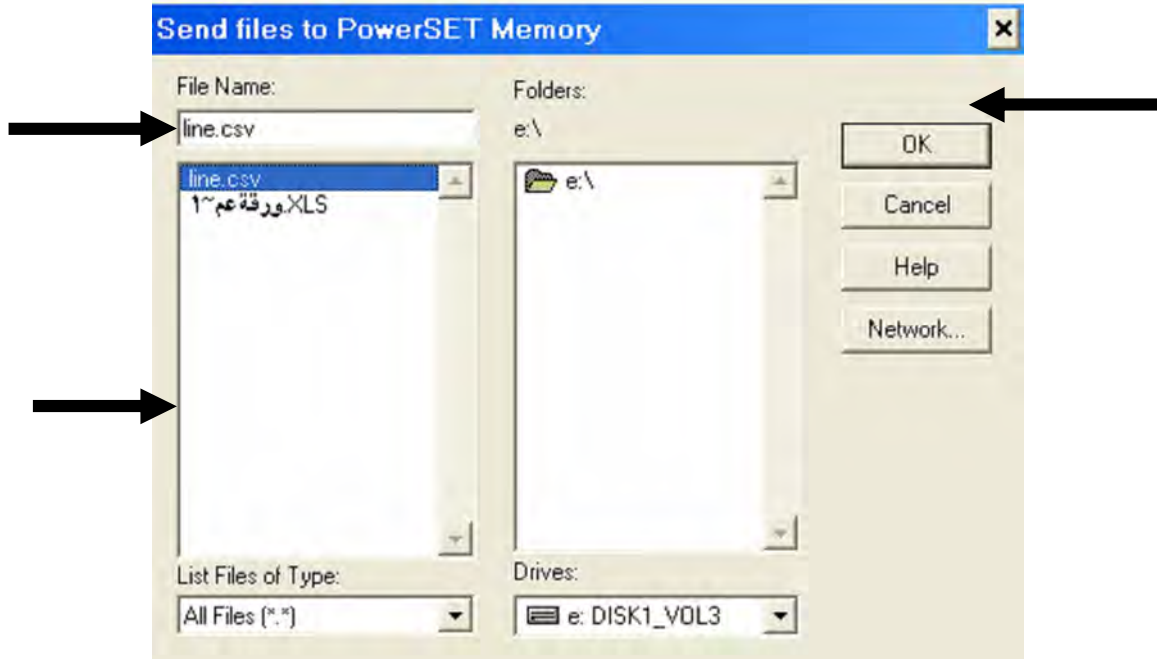 Send files to PowerSET Memory
File Name:
line.csv
line.csv
ورقة عم~١.XLS
List Files of Type:
All Files (*.*)
Folders:
e:\
e:\
Drives:
e: DISK1_VOL3
OK
Cancel
Help
Network...